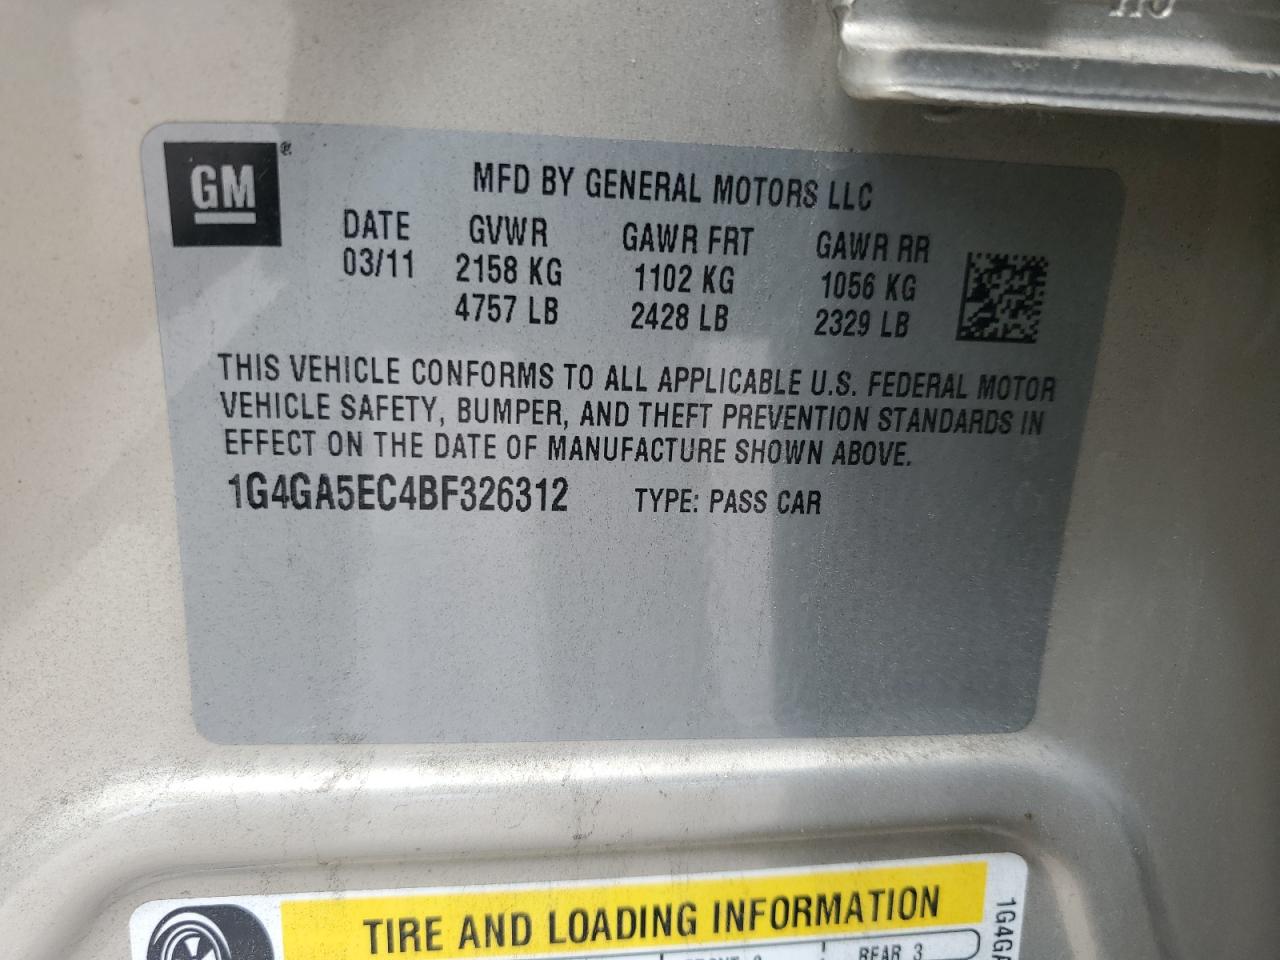 GM ®
MFD BY GENERAL MOTORS LLC
DATE GVWR GAWR FRT GAWR RR
03/11 2158 KG 1102 KG 1056 KG
4757 LB 2428 LB 2329 LB
THIS VEHICLE CONFORMS TO ALL APPLICABLE U.S. FEDERAL MOTOR
VEHICLE SAFETY, BUMPER, AND THEFT PREVENTION STANDARDS IN
EFFECT ON THE DATE OF MANUFACTURE SHOWN ABOVE.
1G4GA5EC4BF326312 TYPE: PASS CAR
TIRE AND LOADING INFORMATION
REAR 3
1G4GA